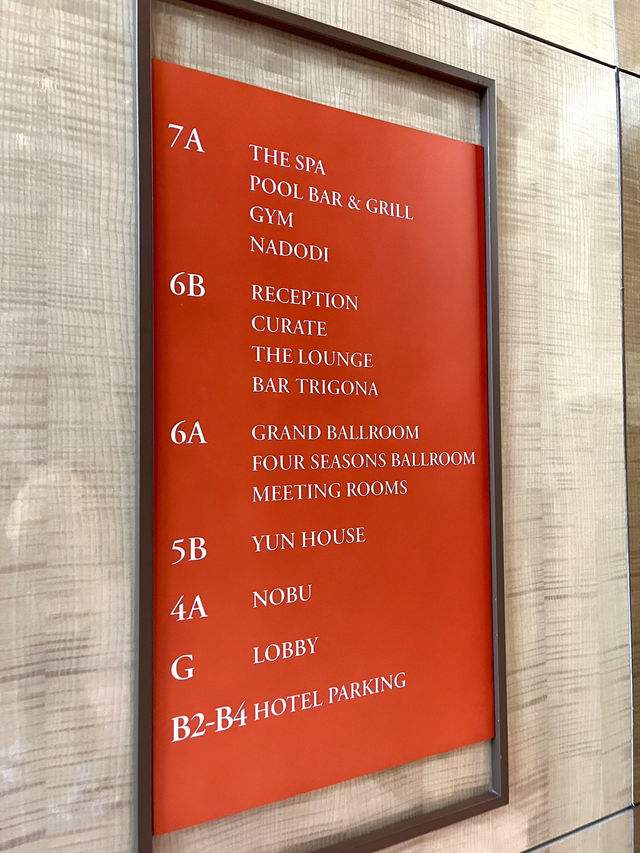 7A THE SPA
POOL BAR & GRILL
GYM
NADODI
6B RECEPTION
CURATE
THE LOUNGE
BAR TRIGONA
6A GRAND BALLROOM
FOUR SEASONS BALLROOM
MEETING ROOMS
5B YUN HOUSE
4A NOBU
G LOBBY
B2-B4 HOTEL PARKING